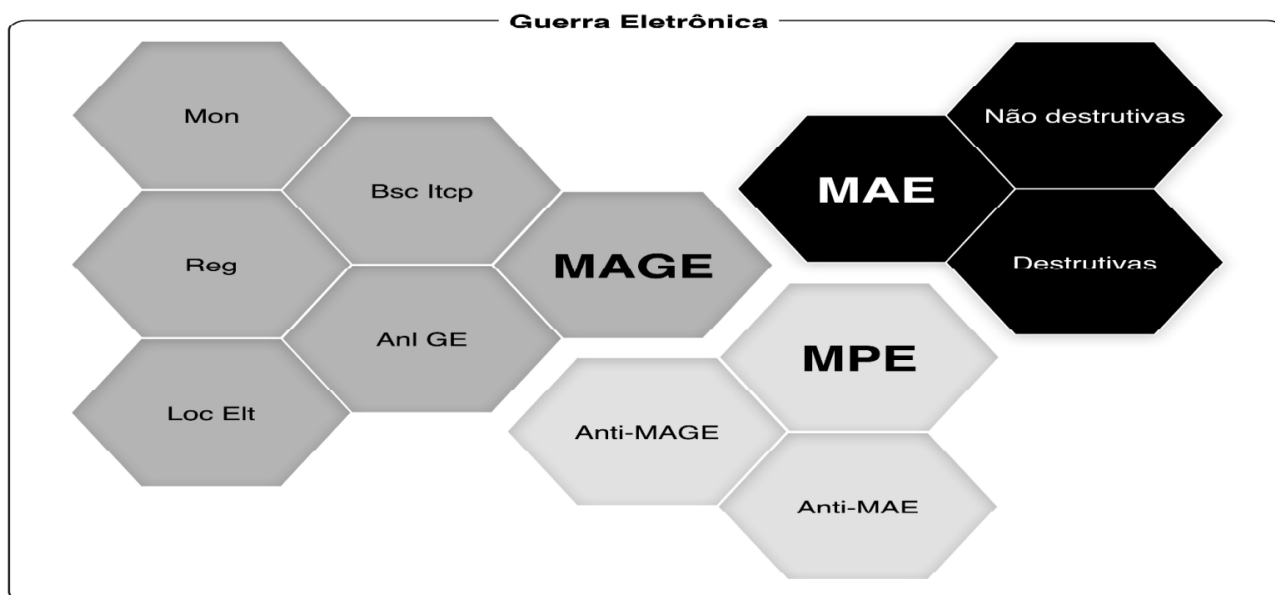 Guerra Eletrônica
Mon
Bsc Itcp
Reg
MAGE
Anl GE
Loc Elt
Não destrutivas
MAE
Destrutivas
MPE
Anti-MAGE
Anti-MAE